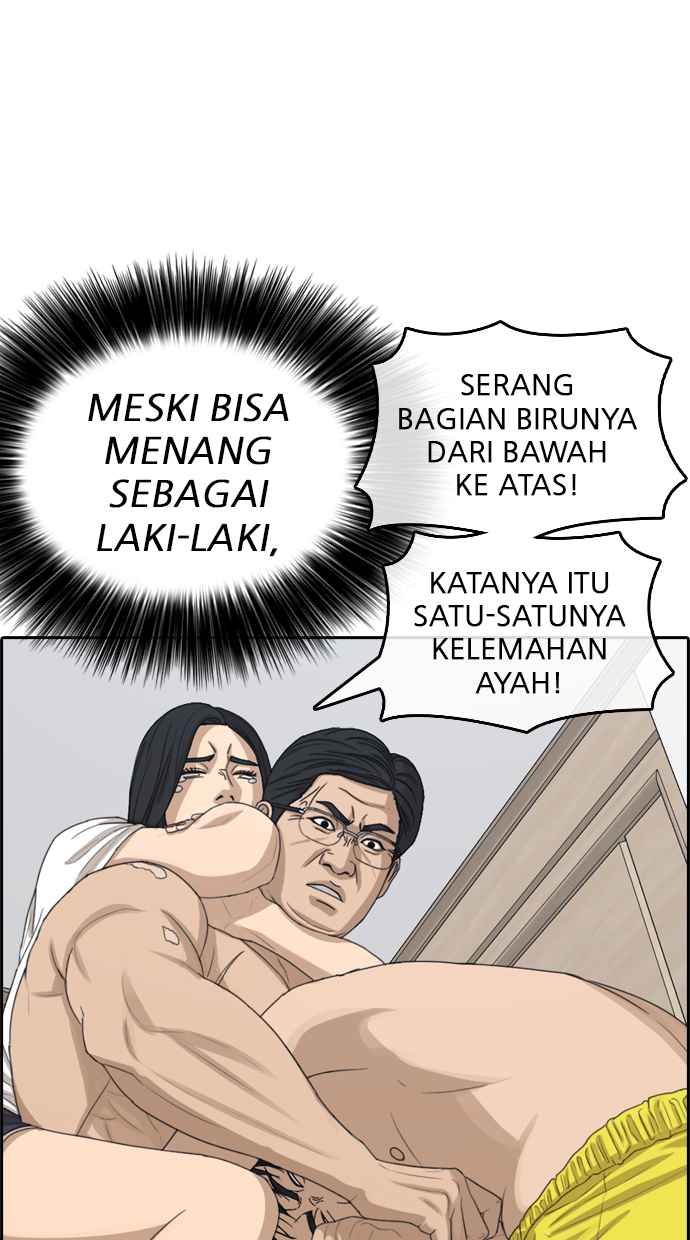 MESKI BISA
MENANG
SEBAGAI
LAKI-LAKI,
SERANG
BAGIAN BIRUNYA
DARI BAWAH
KE ATAS!
KATANYA ITU
SATU-SATUNYA
KELEMAHAN
AYAH!